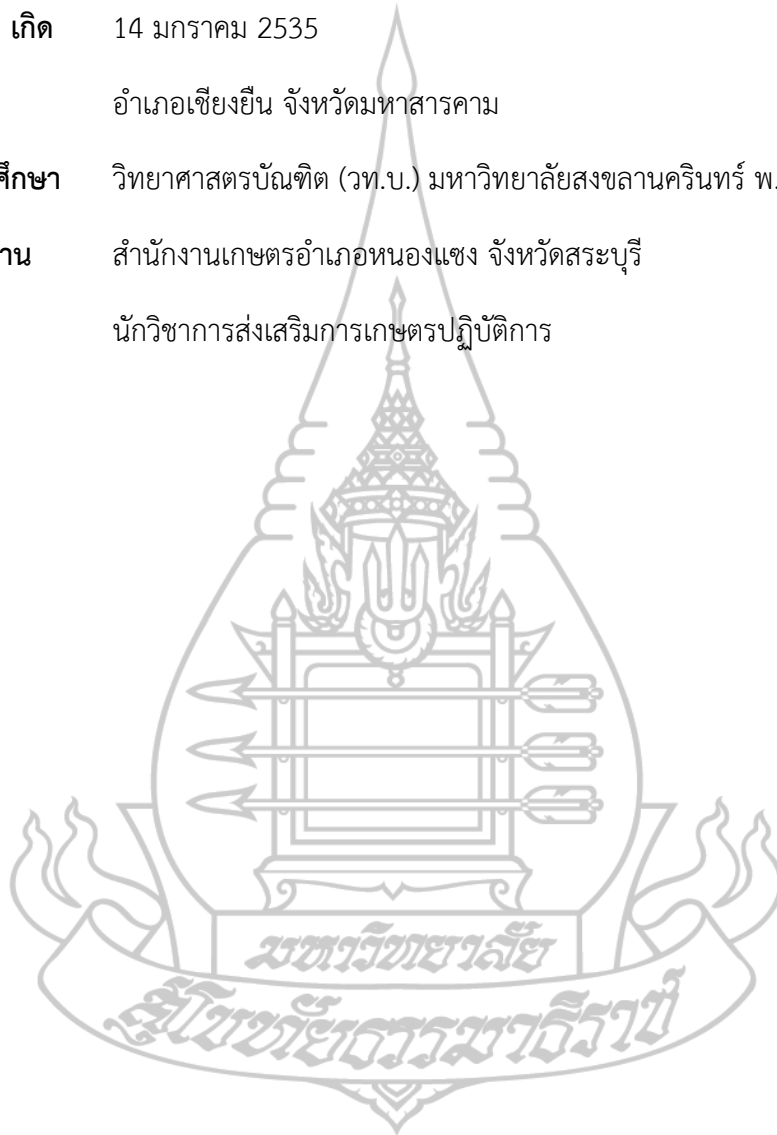 เกิด 14 มกราคม 2535
อำเภอเชียงยืน จังหวัดมหาสารคาม
ศึกษา วิทยาศาสตรบัณฑิต (วท.บ.) มหาวิทยาลัยสงขลานครินทร์ พ.
าน สำนักงานเกษตรอำเภอหนองแซง จังหวัดสระบุรี
นักวิชาการส่งเสริมการเกษตรปฏิบัติการ
มหาวิทยาลัย
สุโขทัยธรรมาธิราช